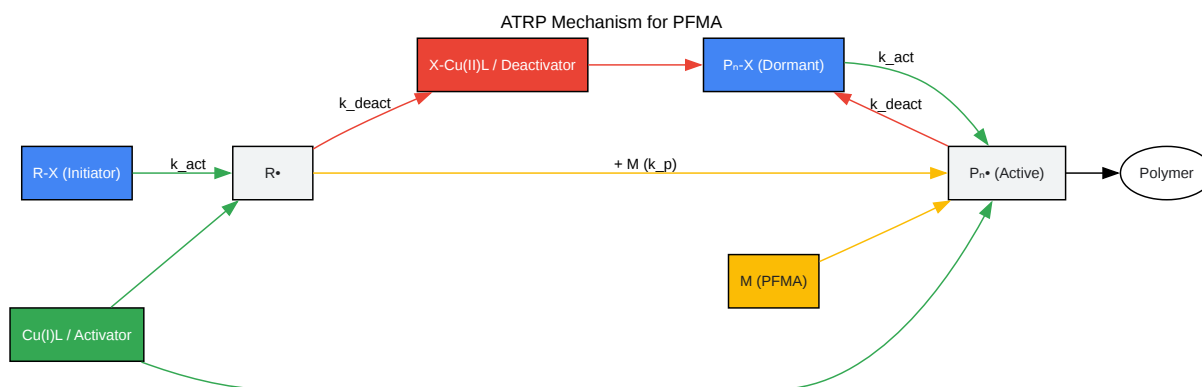 ATRP Mechanism for PFMA
X-Cu(II)L / Deactivator
Pₙ-X (Dormant)
k_act
k_deact
k_deact
R-X (Initiator)
k_act
R•
+ M (k_p)
Pₙ• (Active)
Polymer
M (PFMA)
Cu(I)L / Activator